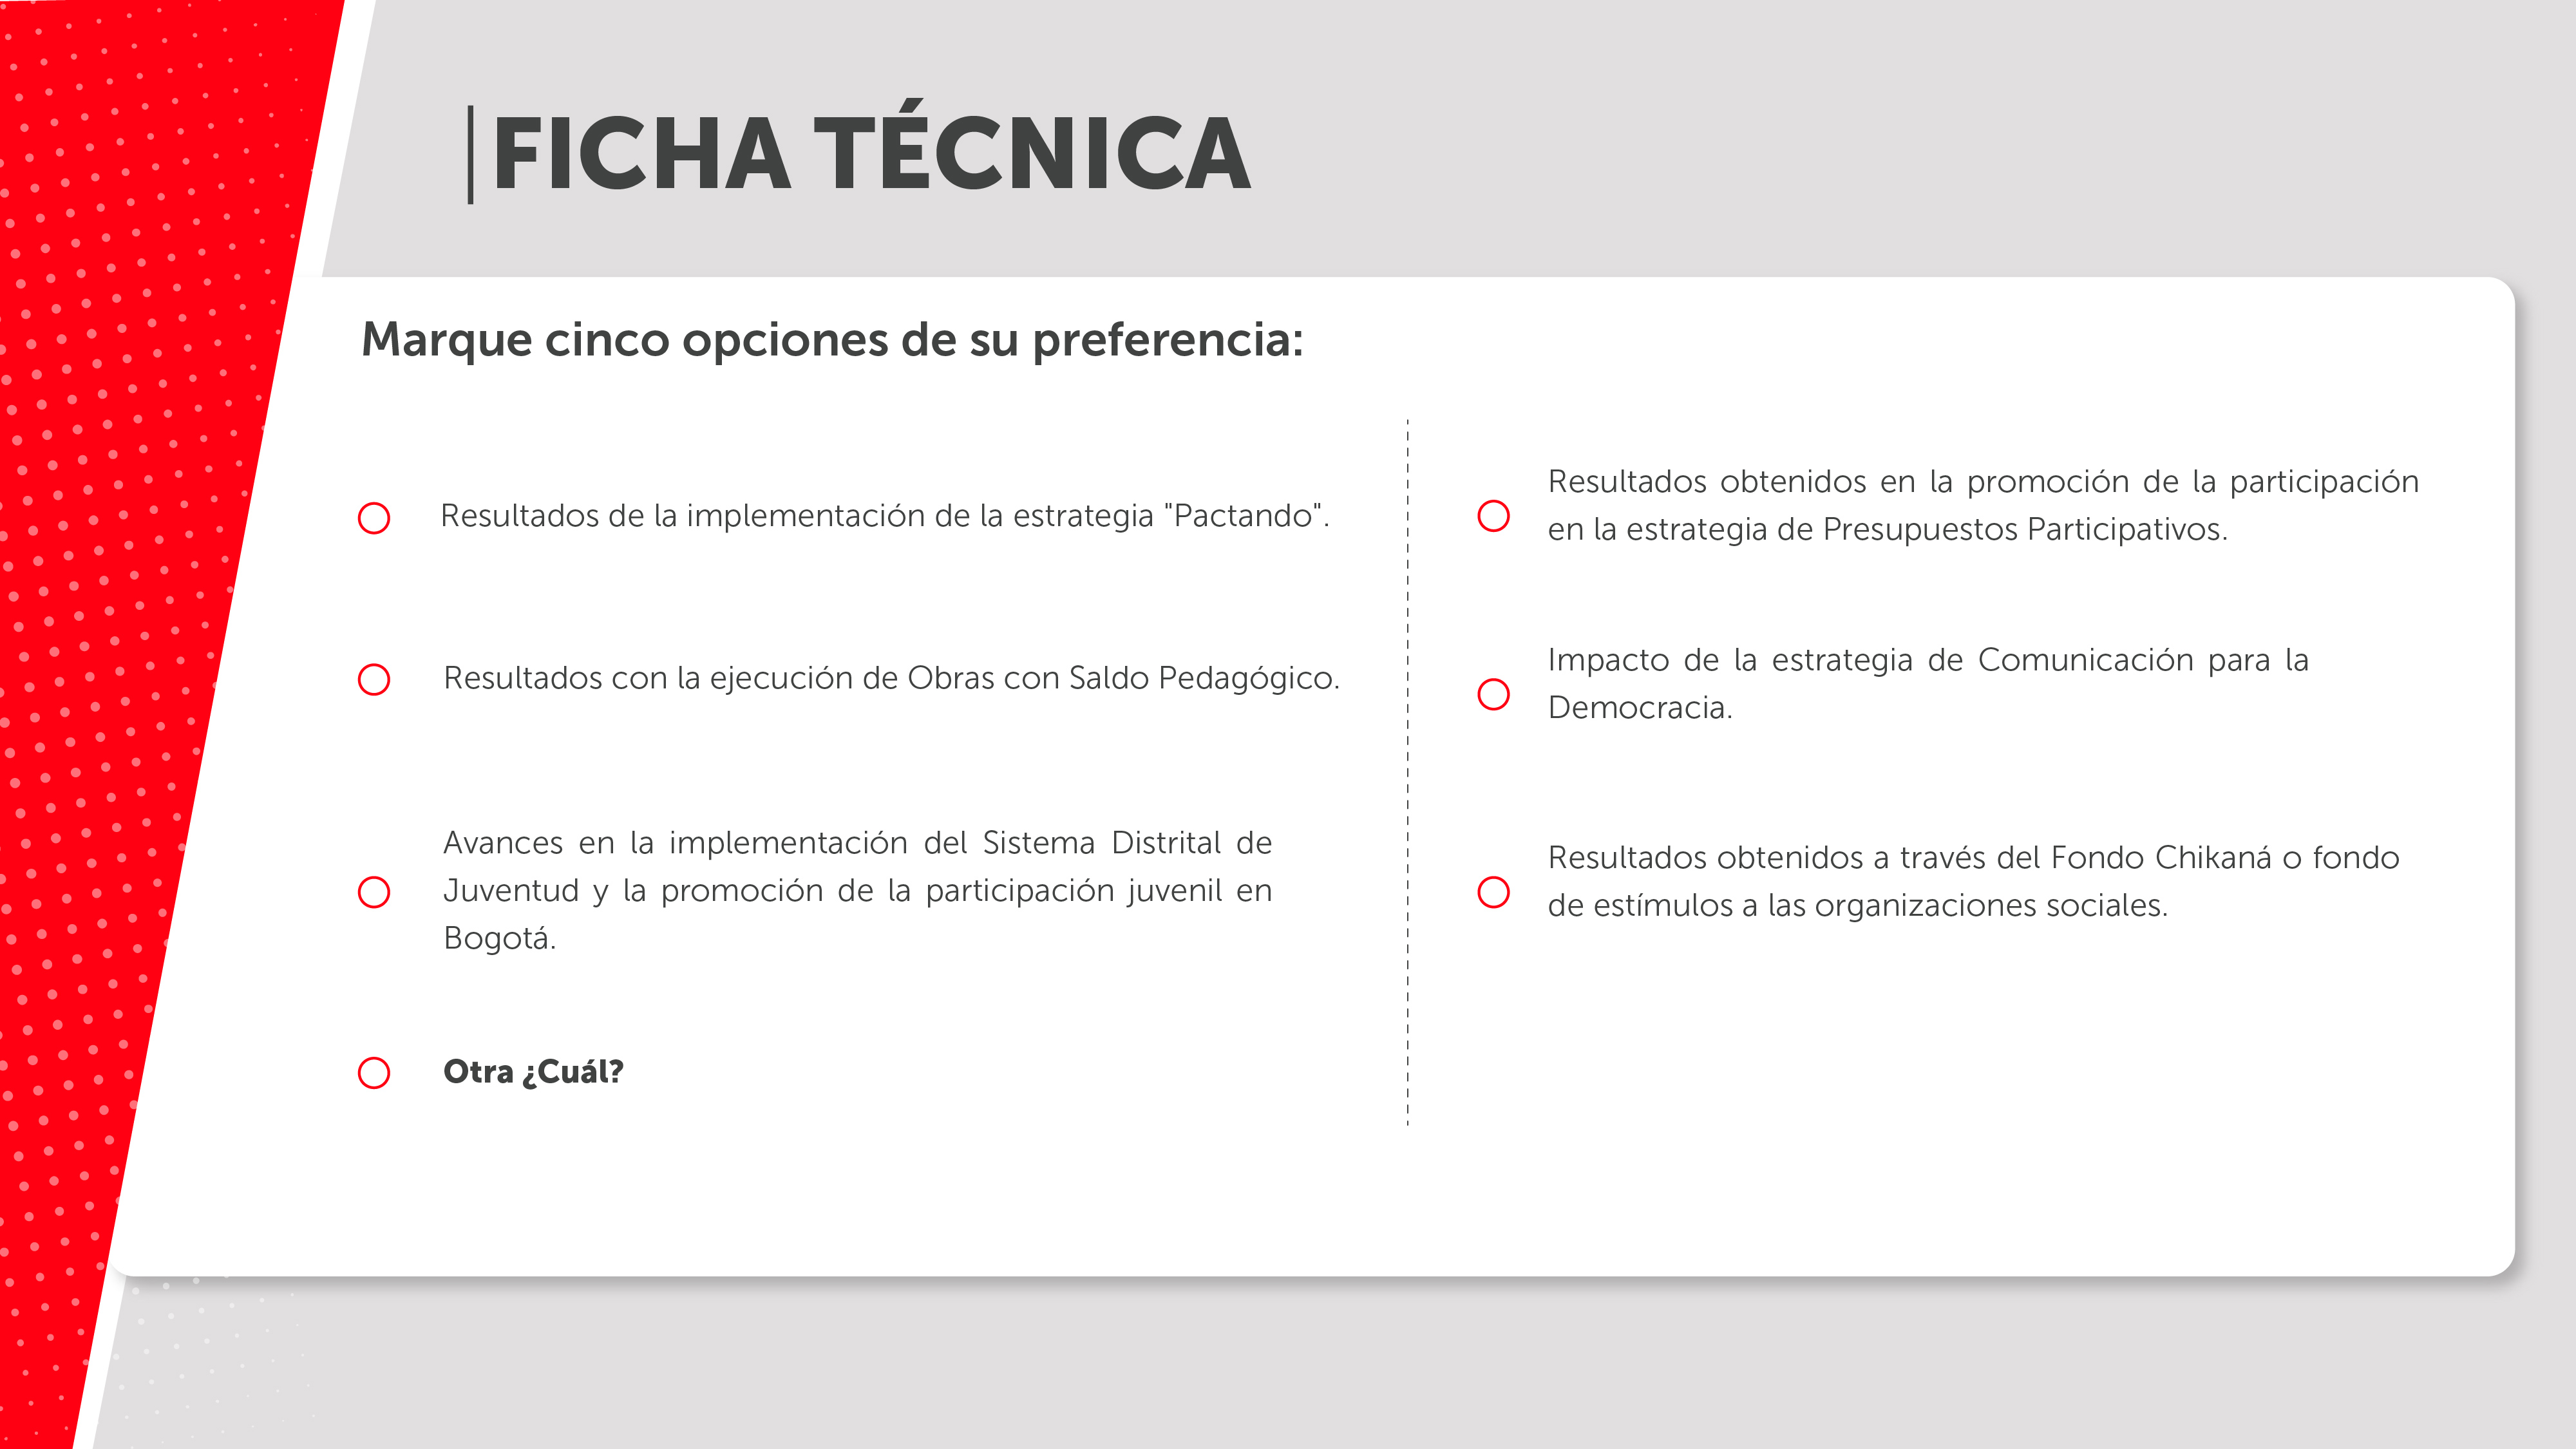 FICHA TÉCNICA
Marque cinco opciones de su preferencia:
Resultados de la implementación de la estrategia "Pactando".
Resultados con la ejecución de Obras con Saldo Pedagógico.
Avances en la implementación del Sistema Distrital de
Juventud y la promoción de la participación juvenil en
Bogotá.
Otra ¿Cuál?
Resultados obtenidos en la promoción de la participación
en la estrategia de Presupuestos Participativos.
Impacto de la estrategia de Comunicación para la
Democracia.
Resultados obtenidos a través del Fondo Chikaná o fondo
de estímulos a las organizaciones sociales.